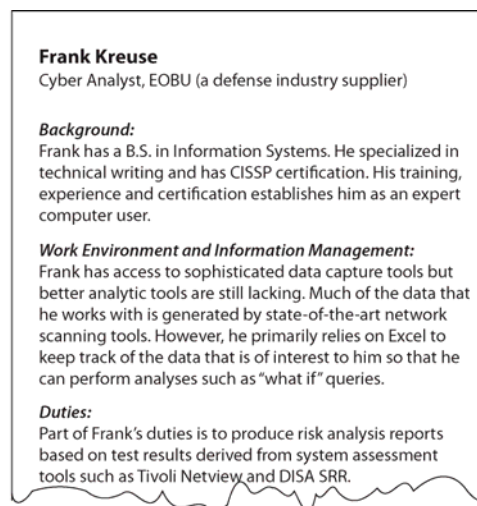 Frank Kreuse
Cyber Analyst, EOBU (a defense industry supplier)
Background:
Frank has a B.S. in Information Systems. He specialized in
technical writing and has CISSP certification. His training,
experience and certification establishes him as an expert
computer user.
Work Environment and Information Management:
Frank has access to sophisticated data capture tools but
better analytic tools are still lacking. Much of the data that
he works with is generated by state-of-the-art network
scanning tools. However, he primarily relies on Excel to
keep track of the data that is of interest to him so that he
can perform analyses such as “what if” queries.
Duties:
Part of Frank’s duties is to produce risk analysis reports
based on test results derived from system assessment
tools such as Tivoli Netview and DISA SRR.